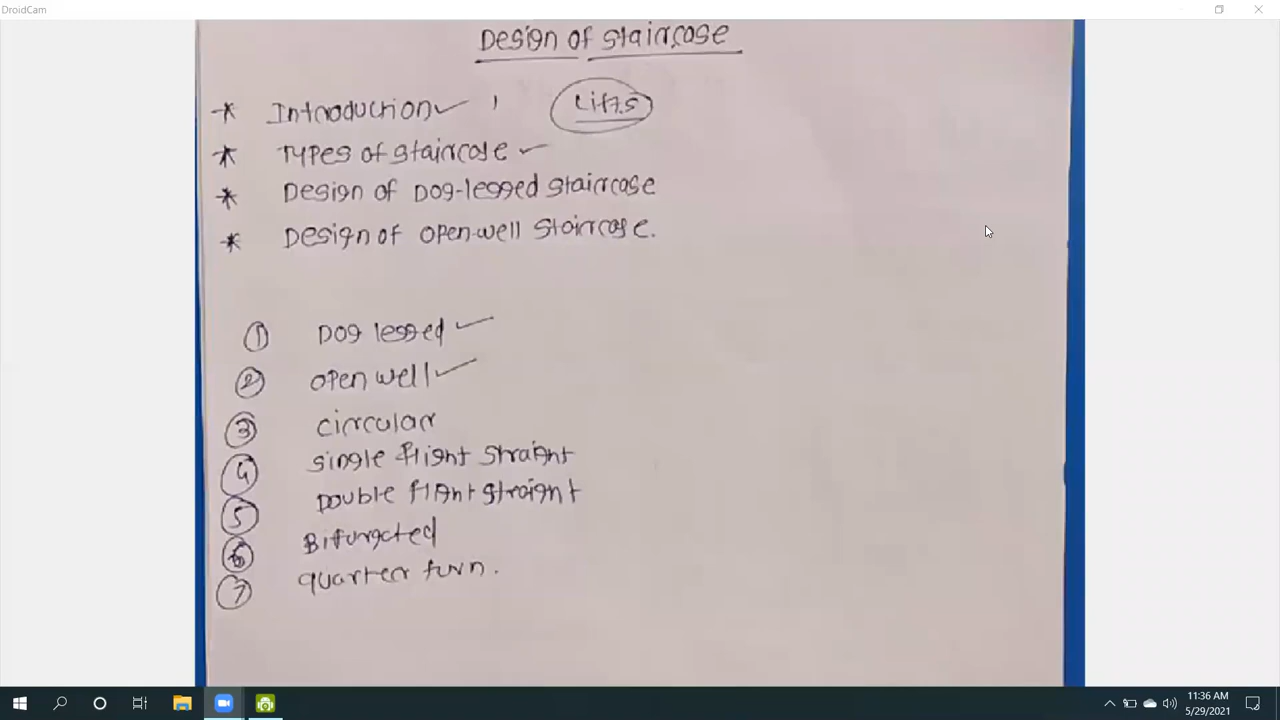 DroidCam
Design of staircase
* Introduction ✓
Lifts
* Types of staircase ✓
* Design of Dog-legged staircase
* Design of open-well staircase.
① Dog legged ✓
② open well ✓
③ circular
④ single flight straight
⑤ Double flight straight
⑥ Bifurcated
⑦ quarter turn.
11:36 AM
5/29/2021